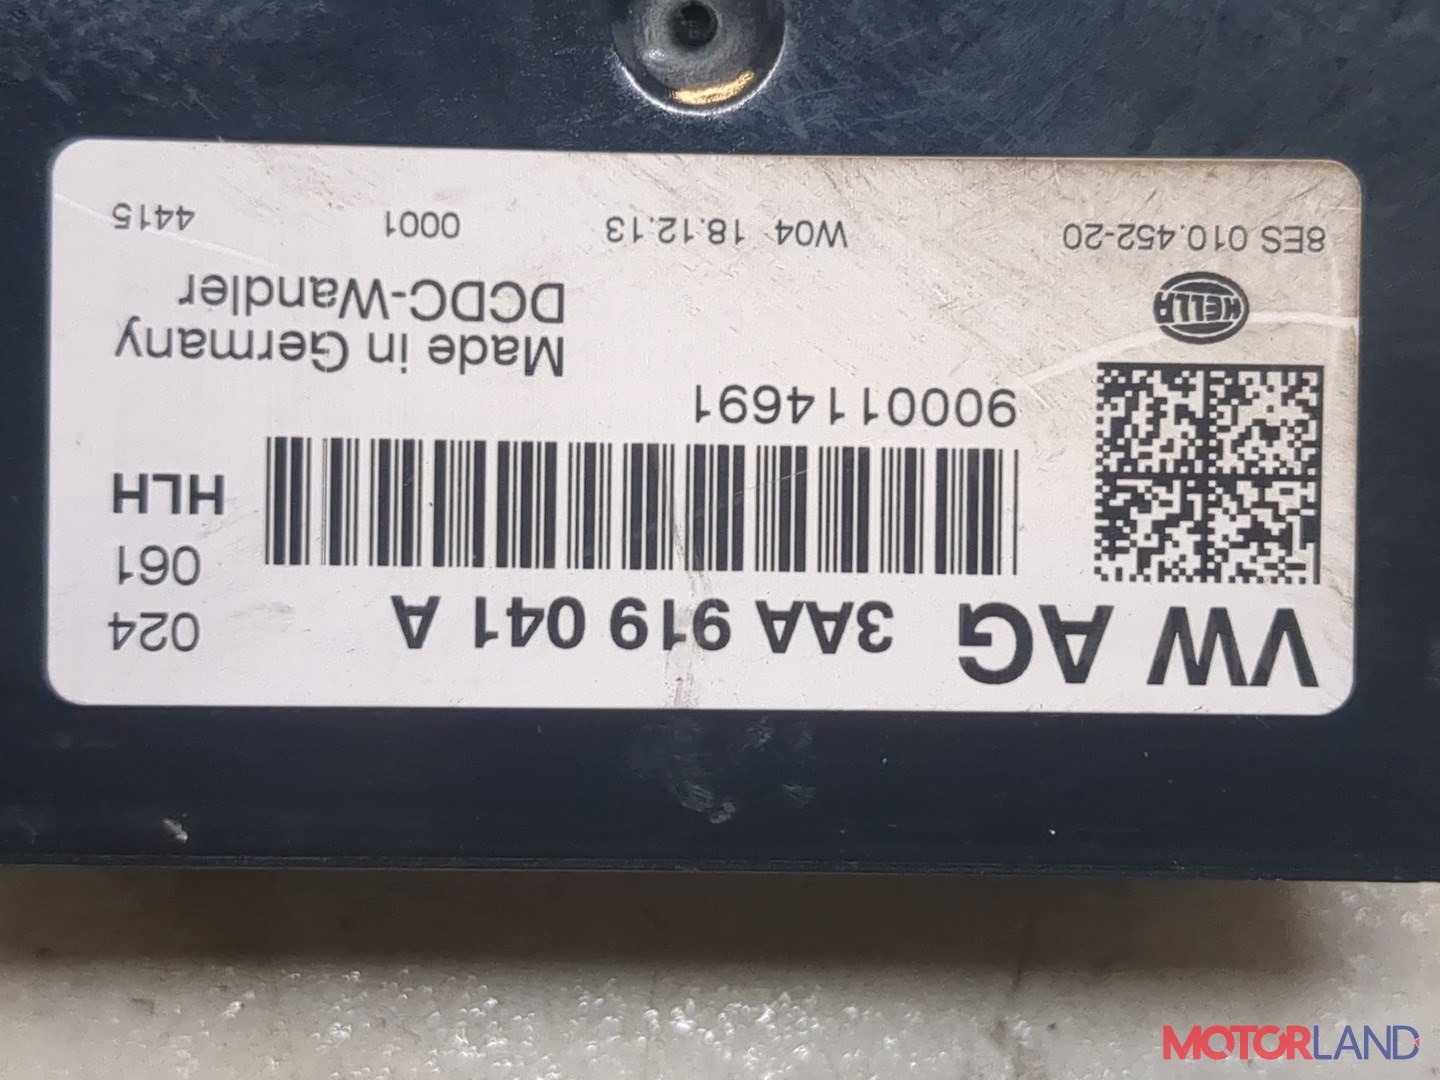 VW AG 3AA 919 041 A
024
061
HLH
9000114691
Made in Germany
DCDC-Wandler
HELLA
8ES 010.452-20 W04 18.12.13 0001 4415
MOTORLAND